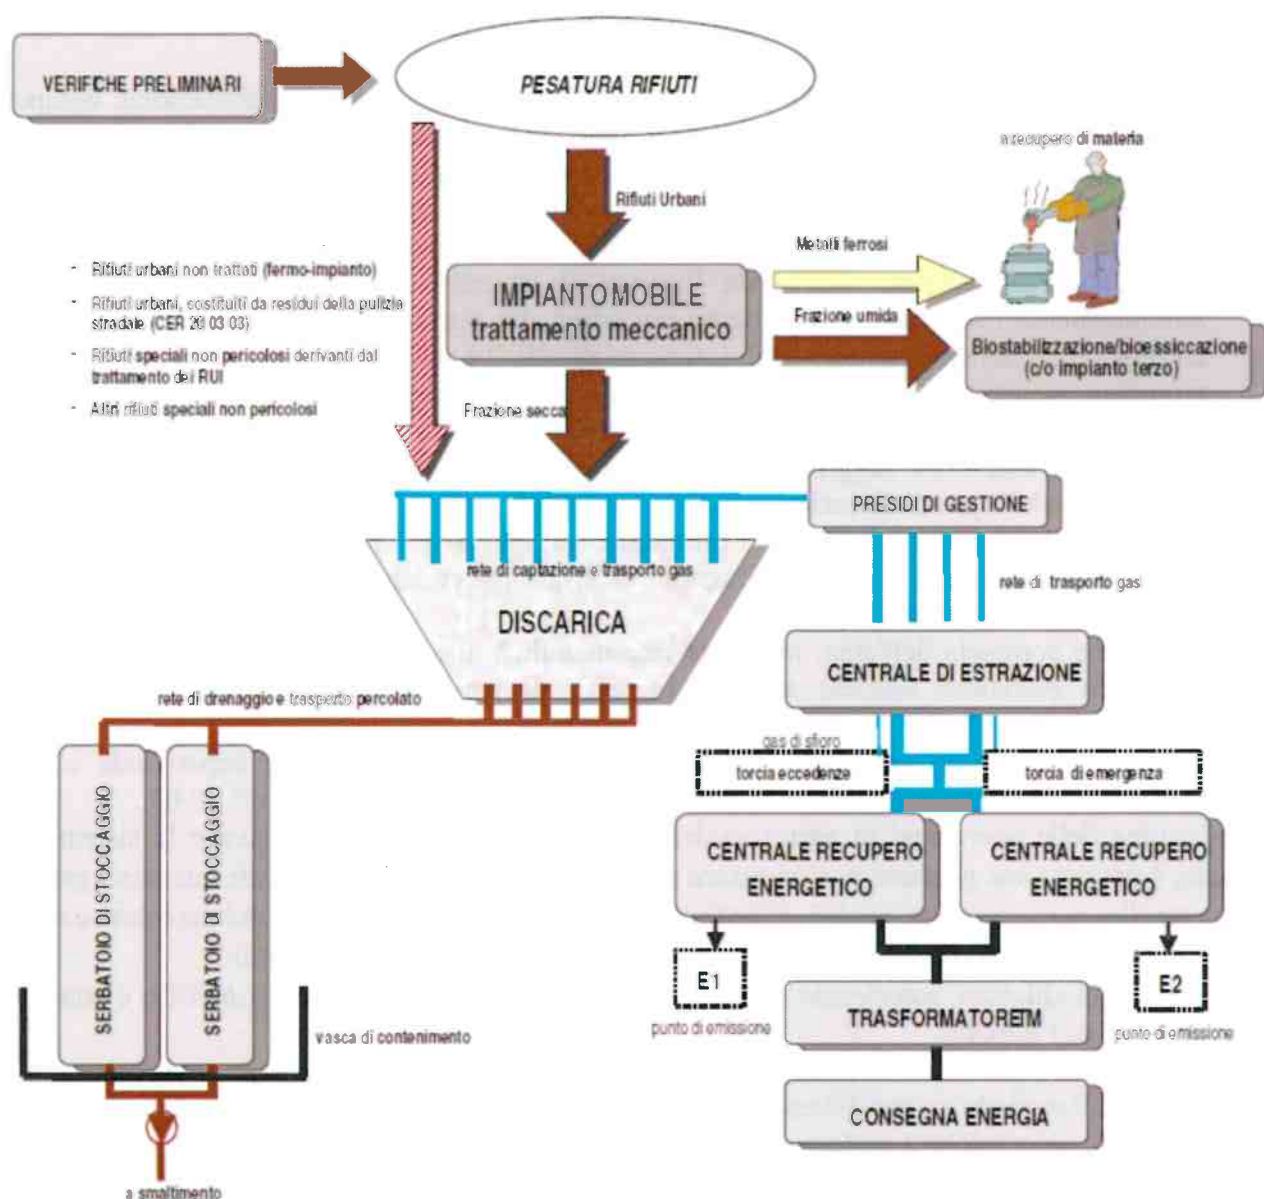 VERIFICHE PRELIMINARI
PESATURA RIFIUTI
a recupero di materia
Rifiuti Urbani
Metalli ferrosi
- Rifiuti urbani non trattati (fermo-impianto)
- Rifiuti urbani, costituiti da residui della pulizia
stradale (CER 20 03 03)
- Rifiuti speciali non pericolosi derivanti dal
trattamento dei RUI
- Altri rifiuti speciali non pericolosi
IMPIANTO MOBILE
trattamento meccanico
Frazione umida
Biostabilizzazione/bioessiccazione
(c/o impianto terzo)
Frazione secca
PRESIDI DI GESTIONE
rete di captazione e trasporto gas
rete di trasporto gas
DISCARICA
CENTRALE DI ESTRAZIONE
rete di drenaggio e trasporto percolato
gas di sfioro
torcia eccedenze
torcia di emergenza
SERBATOIO DI STOCCAGGIO
SERBATOIO DI STOCCAGGIO
CENTRALE RECUPERO
ENERGETICO
CENTRALE RECUPERO
ENERGETICO
E1
E2
punto di emissione
TRASFORMATORE TM
punto di emissione
vasca di contenimento
CONSEGNA ENERGIA
a smaltimento